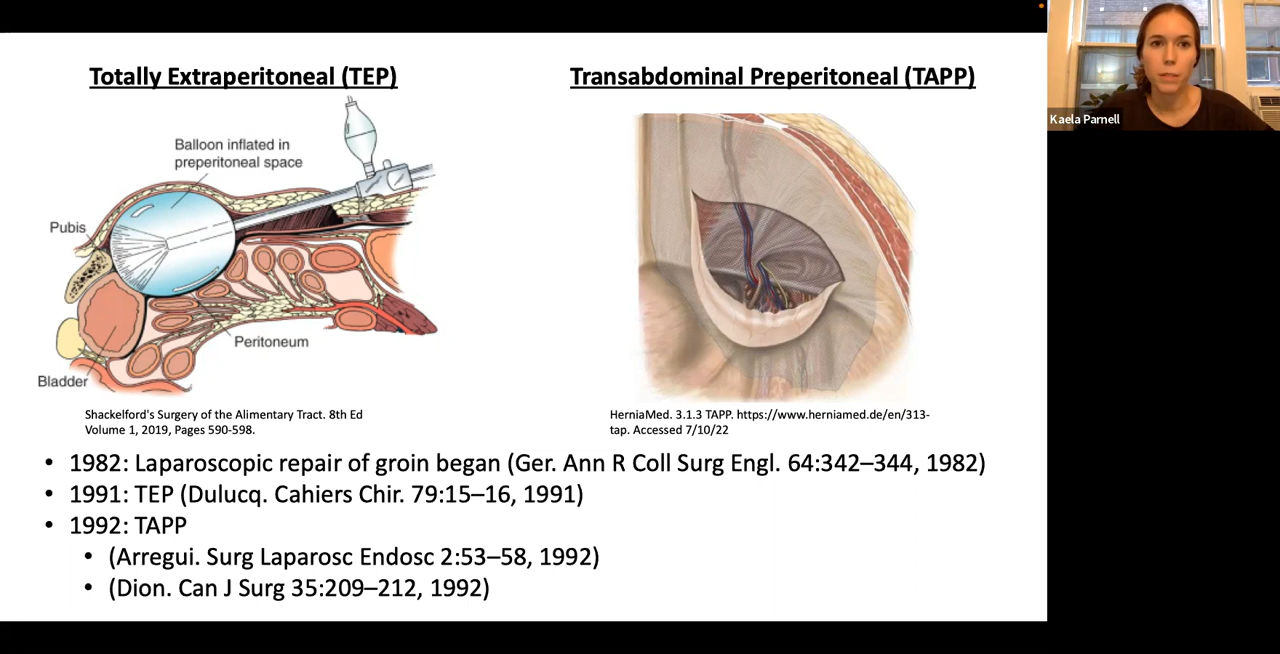 Totally Extraperitoneal (TEP)
Transabdominal Preperitoneal (TAPP)
Balloon inflated in
preperitoneal space
Pubis
Peritoneum
Bladder
Shackelford's Surgery of the Alimentary Tract. 8th Ed
Volume 1, 2019, Pages 590-598.
HerniaMed. 3.1.3 TAPP. https://www.herniamed.de/en/313-
tap. Accessed 7/10/22
• 1982: Laparoscopic repair of groin began (Ger. Ann R Coll Surg Engl. 64:342–344, 1982)
• 1991: TEP (Dulucq. Cahiers Chir. 79:15–16, 1991)
• 1992: TAPP
• (Arregui. Surg Laparosc Endosc 2:53–58, 1992)
• (Dion. Can J Surg 35:209–212, 1992)
Kaela Parnell